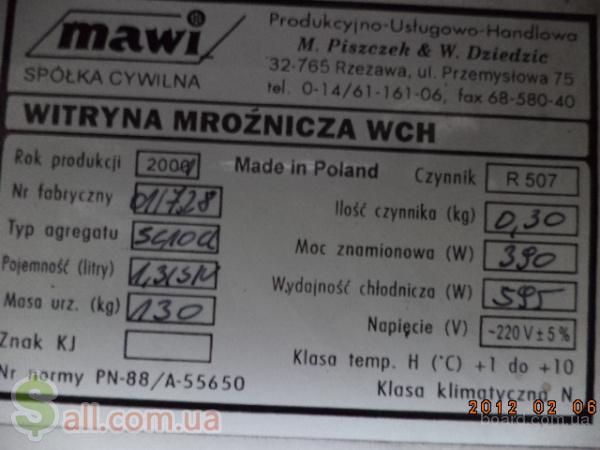 mawi ®
SPÓŁKA CYWILNA
Produkcyjno-Usługowo-Handlowa
M. Piszczek & W. Dziedzic
32-765 Rzezawa, ul. Przemysłowa 75
tel. 0-14/61-161-06, fax 68-580-40
WITRYNA MROŹNICZA WCH
Rok produkcji 2000 Made in Poland Czynnik R 507
Nr fabryczny 01/728 Ilość czynnika (kg) 0,30
Typ agregatu Moc znamionowa (W) 390
Pojemność (litry) Wydajność chłodnicza (W) 595
Masa urz. (kg) 130 Napięcie (V) ~220 V ± 5 %
Znak KJ Klasa temp. H (°C) +1 do +10
Nr normy PN-88/A-55650 Klasa klimatyczna N
2012 02 06
$all.com.ua
board.com.ua